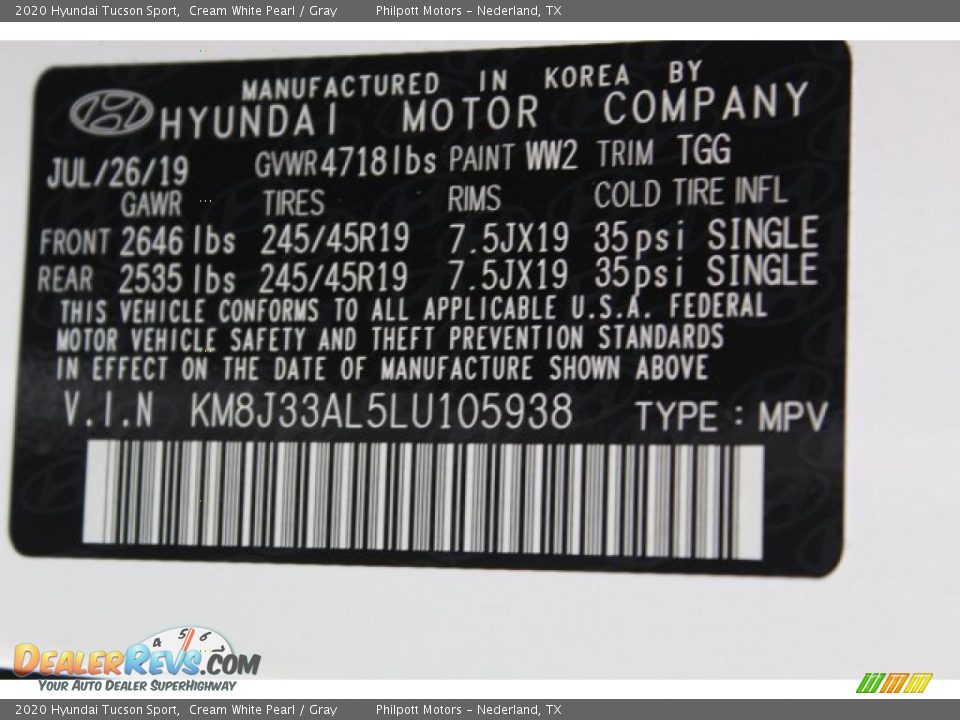 2020 Hyundai Tucson Sport, Cream White Pearl / Gray Philpott Motors - Nederland, TX
MANUFACTURED IN KOREA BY
HYUNDAI MOTOR COMPANY
JUL/26/19 GVWR 4718lbs PAINT WW2 TRIM TGG
GAWR TIRES RIMS COLD TIRE INFL
FRONT 2646 lbs 245/45R19 7.5JX19 35psi SINGLE
REAR 2535 lbs 245/45R19 7.5JX19 35psi SINGLE
THIS VEHICLE CONFORMS TO ALL APPLICABLE U.S.A. FEDERAL
MOTOR VEHICLE SAFETY AND THEFT PREVENTION STANDARDS
IN EFFECT ON THE DATE OF MANUFACTURE SHOWN ABOVE
V.I.N KM8J33AL5LU105938 TYPE : MPV
4 5 6 7
DEALERREVS.COM
YOUR AUTO DEALER SUPERHIGHWAY
2020 Hyundai Tucson Sport, Cream White Pearl / Gray Philpott Motors - Nederland, TX